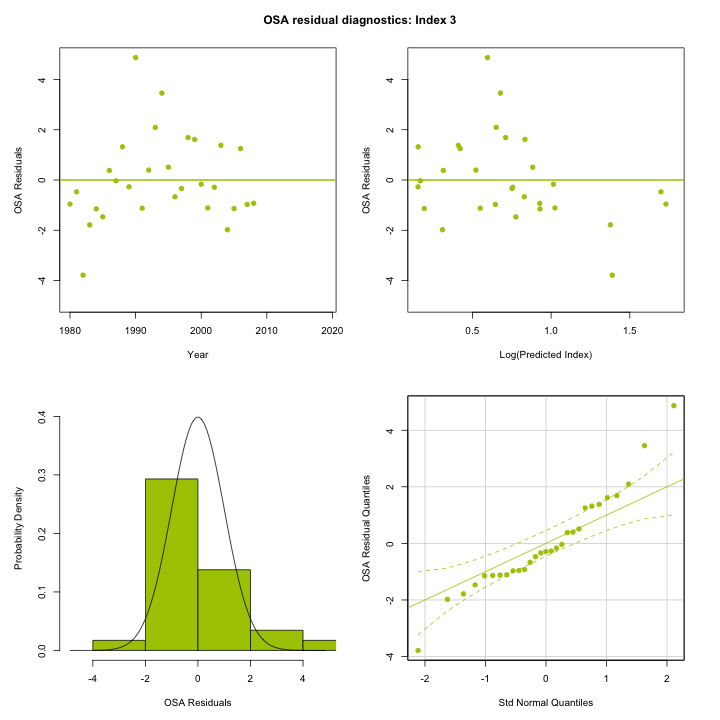 OSA residual diagnostics: Index 3
OSA Residuals
4
2
0
-2
-4
1980 1990 2000 2010 2020
Year
OSA Residuals
4
2
0
-2
-4
0.5 1.0 1.5
Log(Predicted Index)
Probability Density
0.4
0.3
0.2
0.1
0.0
-4 -2 0 2 4
OSA Residuals
OSA Residual Quantiles
4
2
0
-2
-4
-2 -1 0 1 2
Std Normal Quantiles